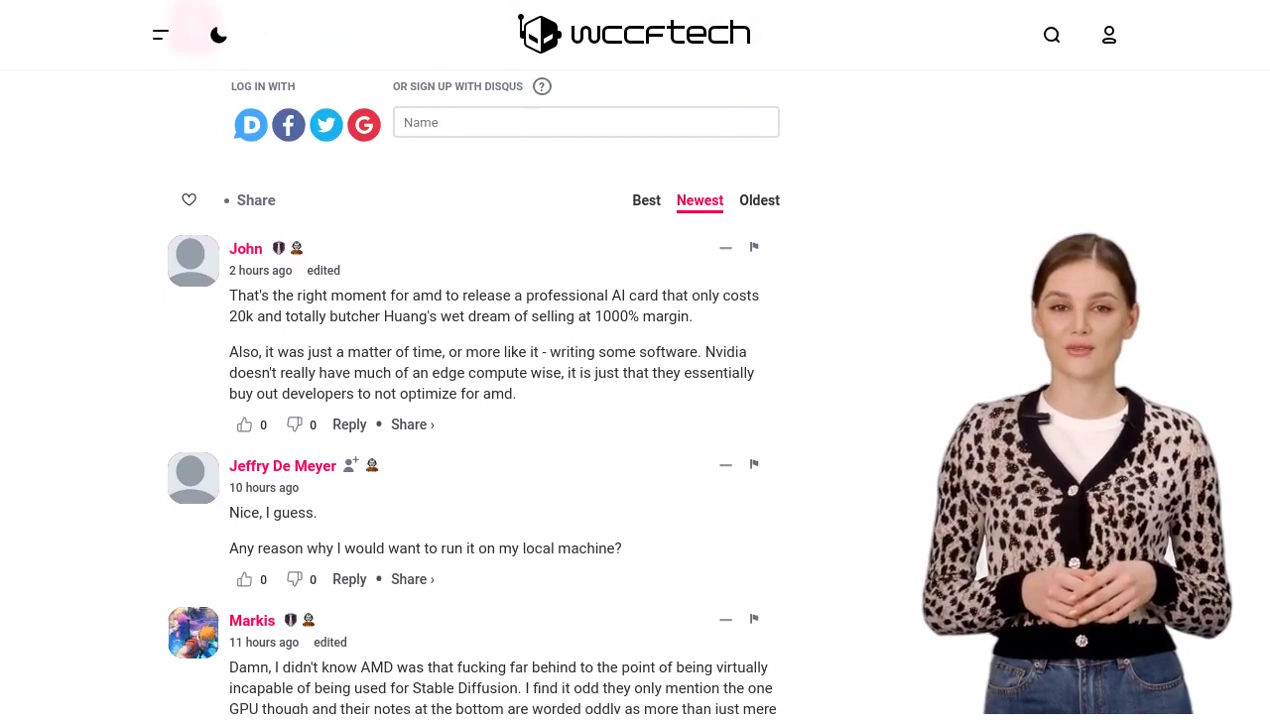 wccftech
LOG IN WITH
OR SIGN UP WITH DISQUS ?
D f G
Name
• Share
Best Newest Oldest
John
2 hours ago edited
That's the right moment for amd to release a professional AI card that only costs
20k and totally butcher Huang's wet dream of selling at 1000% margin.
Also, it was just a matter of time, or more like it - writing some software. Nvidia
doesn't really have much of an edge compute wise, it is just that they essentially
buy out developers to not optimize for amd.
0 0 Reply • Share ›
Jeffry De Meyer
10 hours ago
Nice, I guess.
Any reason why I would want to run it on my local machine?
0 0 Reply • Share ›
Markis
11 hours ago edited
Damn, I didn't know AMD was that fucking far behind to the point of being virtually
incapable of being used for Stable Diffusion. I find it odd they only mention the one
GPU though and their notes at the bottom are worded oddly as more than just mere